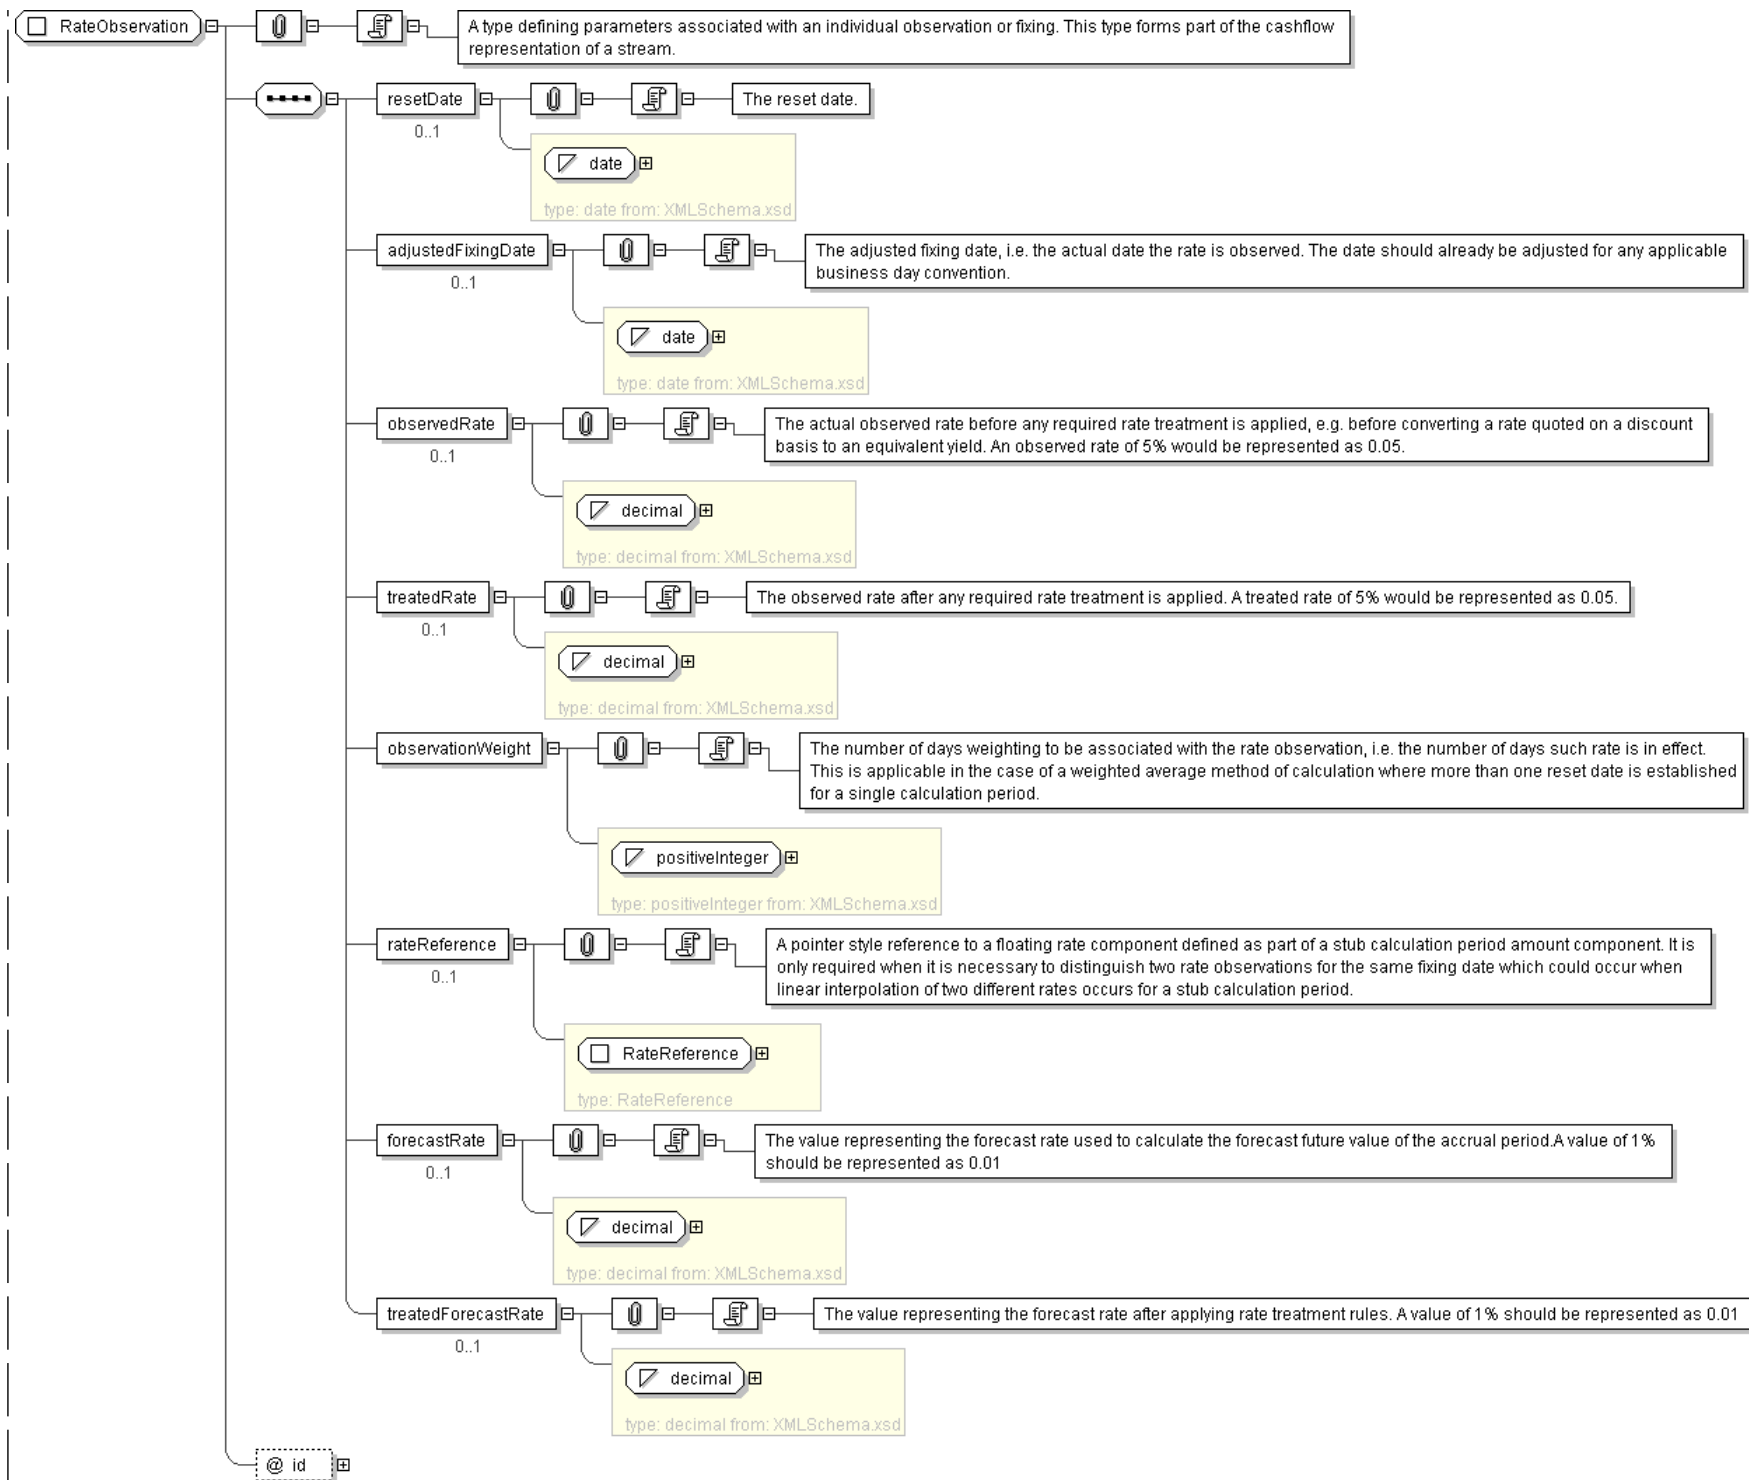 RateObservation
A type defining parameters associated with an individual observation or fixing. This type forms part of the cashflow
representation of a stream.
resetDate
The reset date.
0..1
date
type: date from: XMLSchema.xsd
adjustedFixingDate
The adjusted fixing date, i.e. the actual date the rate is observed. The date should already be adjusted for any applicable
business day convention.
0..1
date
type: date from: XMLSchema.xsd
observedRate
The actual observed rate before any required rate treatment is applied, e.g. before converting a rate quoted on a discount
basis to an equivalent yield. An observed rate of 5% would be represented as 0.05.
0..1
decimal
type: decimal from: XMLSchema.xsd
treatedRate
The observed rate after any required rate treatment is applied. A treated rate of 5% would be represented as 0.05.
0..1
decimal
type: decimal from: XMLSchema.xsd
observationWeight
The number of days weighting to be associated with the rate observation, i.e. the number of days such rate is in effect.
This is applicable in the case of a weighted average method of calculation where more than one reset date is established
for a single calculation period.
positiveInteger
type: positiveInteger from: XMLSchema.xsd
rateReference
A pointer style reference to a floating rate component defined as part of a stub calculation period amount component. It is
only required when it is necessary to distinguish two rate observations for the same fixing date which could occur when
linear interpolation of two different rates occurs for a stub calculation period.
0..1
RateReference
type: RateReference
forecastRate
The value representing the forecast rate used to calculate the forecast future value of the accrual period.A value of 1%
should be represented as 0.01
0..1
decimal
type: decimal from: XMLSchema.xsd
treatedForecastRate
The value representing the forecast rate after applying rate treatment rules. A value of 1% should be represented as 0.01
0..1
decimal
type: decimal from: XMLSchema.xsd
@ id